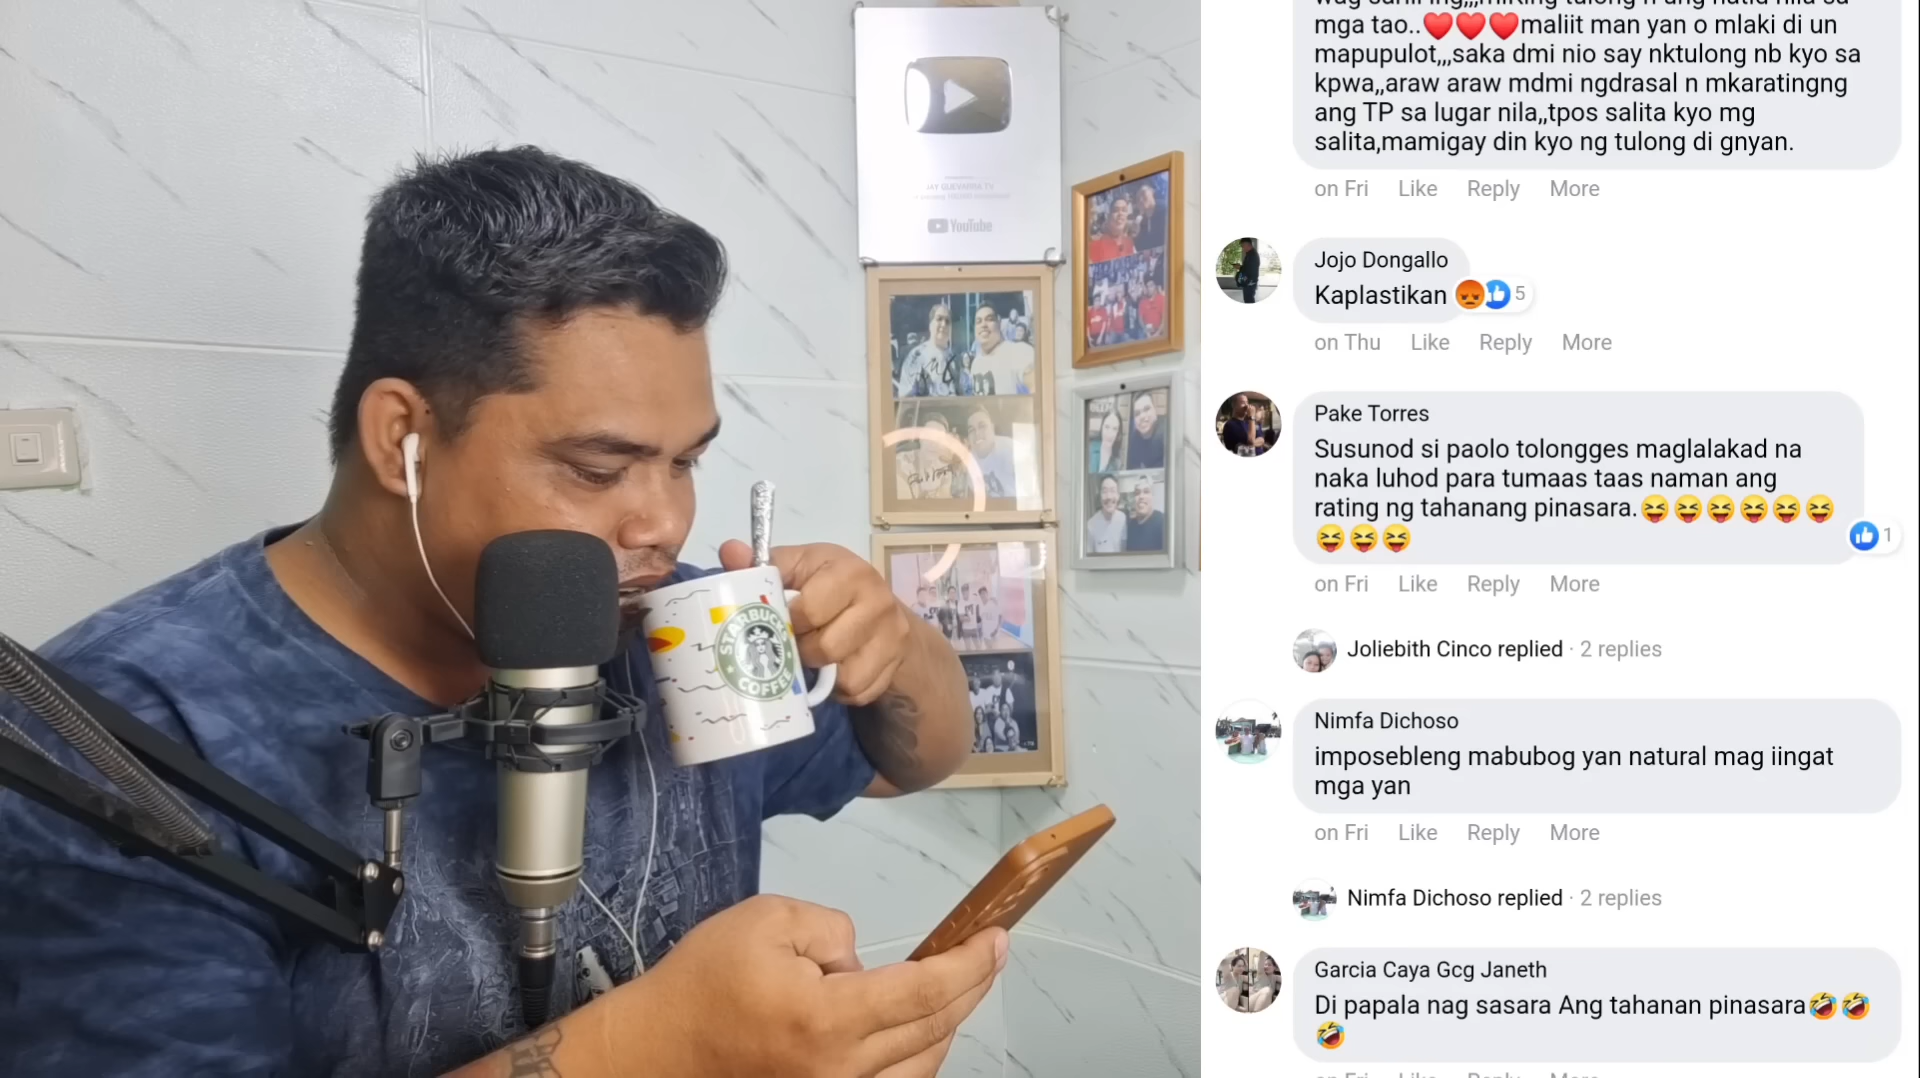 JAY GUEVARRA TV
YouTube
STARBUCKS
COFFEE
mga tao..❤️❤️❤️maliit man yan o mlaki di un
mapupulot,,,saka dmi nio say nktulong nb kyo sa
kpwa,,araw araw mdmi ngdrasal n mkaratingng
ang TP sa lugar nila,,tpos salita kyo mg
salita,mamigay din kyo ng tulong di gnyan.
on Fri Like Reply More
Jojo Dongallo
Kaplastikan 😡👍 5
on Thu Like Reply More
Pake Torres
Susunod si paolo tolongges maglalakad na
naka luhod para tumaas taas naman ang
rating ng tahanang pinasara.😝😝😝😝😝😝
😝😝😝
👍 1
on Fri Like Reply More
Joliebith Cinco replied · 2 replies
Nimfa Dichoso
imposebleng mabubog yan natural mag iingat
mga yan
on Fri Like Reply More
Nimfa Dichoso replied · 2 replies
Garcia Caya Gcg Janeth
Di papala nag sasara Ang tahanan pinasara🤣🤣
🤣